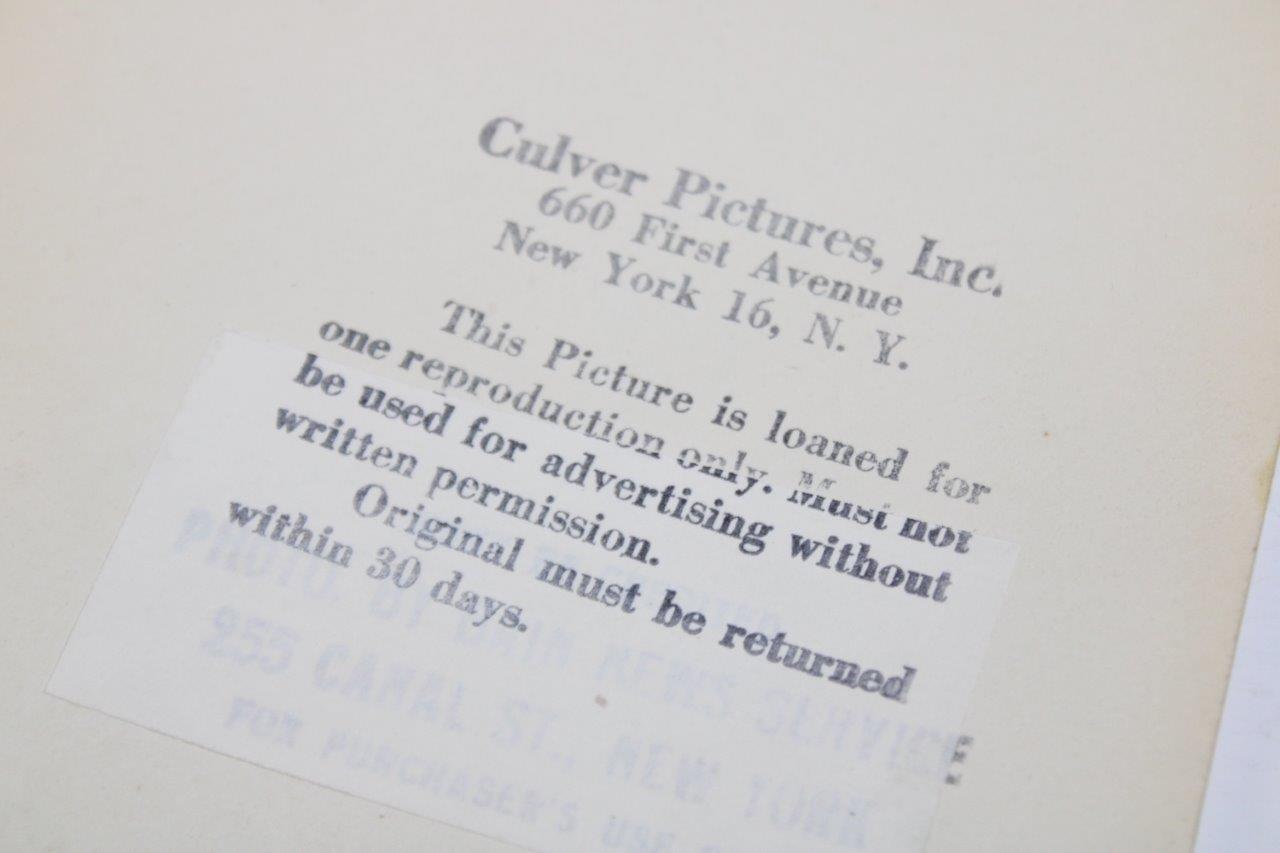 Culver Pictures, Inc.
660 First Avenue
New York 16, N. Y.
This Picture is loaned for
one reproduction only. Must not
be used for advertising without
written permission.
Original must be returned
within 30 days.
PHOTO. BY BAIN NEWS SERVICE
255 CANAL ST., NEW YORK
FOR PURCHASER'S USE